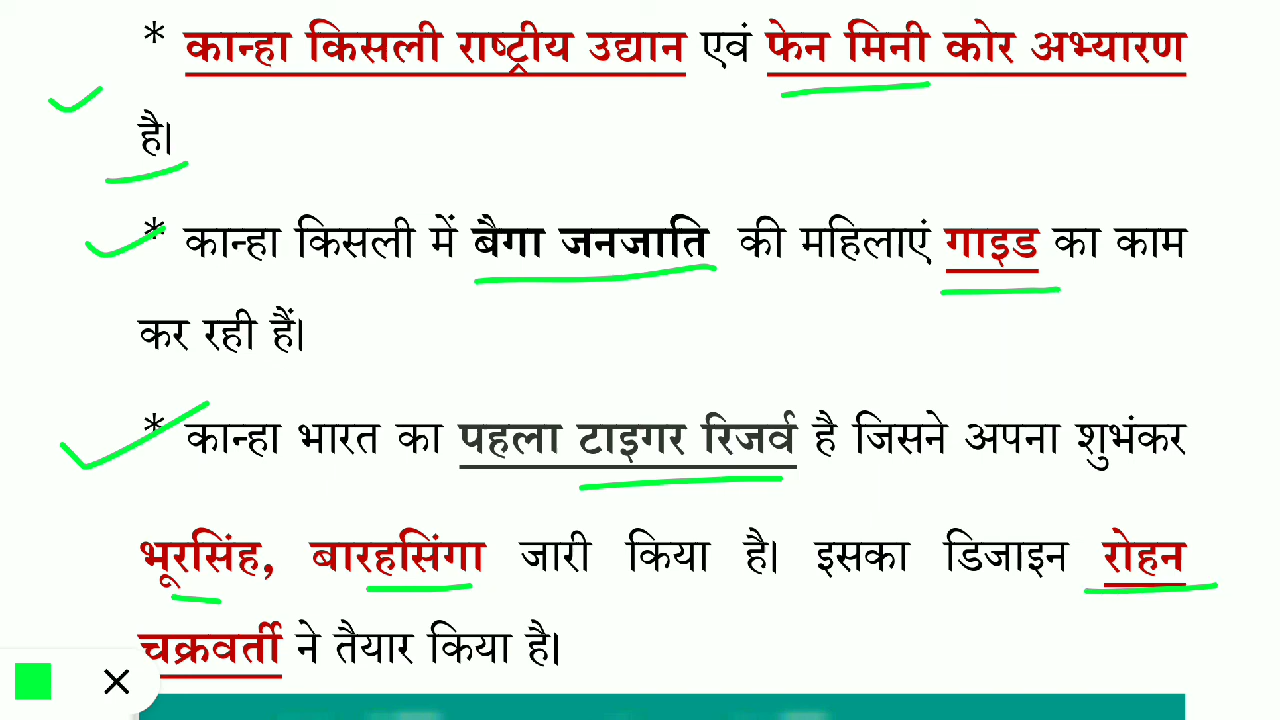 * कान्हा किसली राष्ट्रीय उद्यान एवं फेन मिनी कोर अभ्यारण
है।
* कान्हा किसली में बैगा जनजाति की महिलाएं गाइड का काम
कर रही हैं।
* कान्हा भारत का पहला टाइगर रिजर्व है जिसने अपना शुभंकर
भूरसिंह, बारहसिंगा जारी किया है। इसका डिजाइन रोहन
चक्रवर्ती ने तैयार किया है।